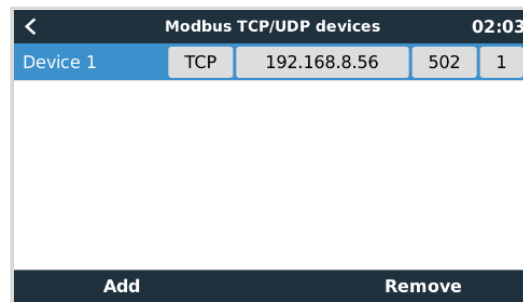 Modbus TCP/UDP devices 02:03
Device 1 TCP 192.168.8.56 502 1
Add Remove